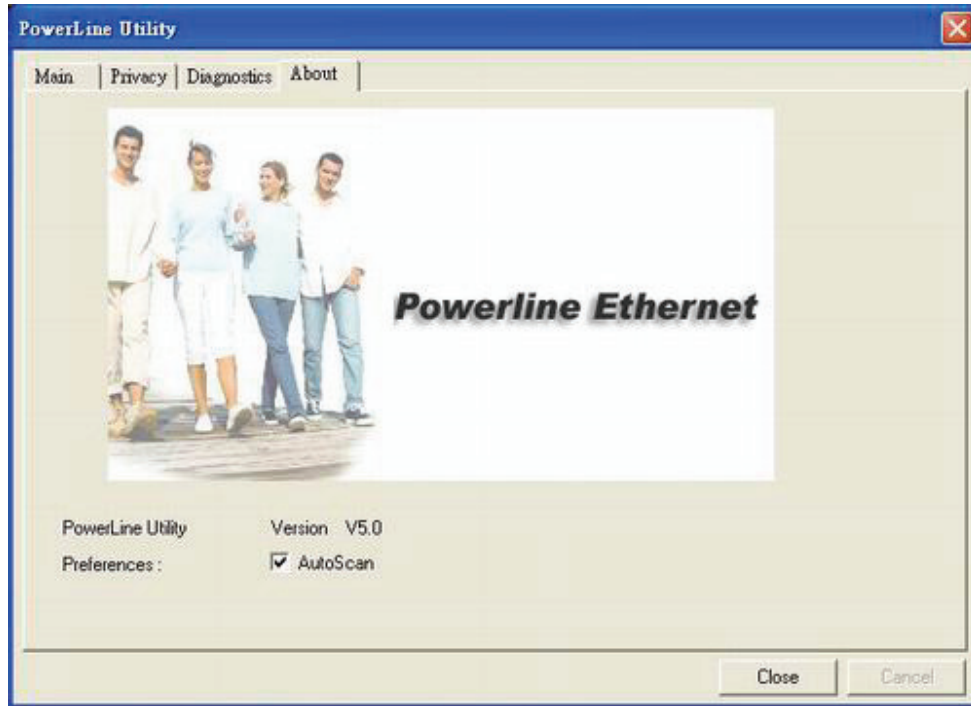 PowerLine Utility
Main Privacy Diagnostics About
Powerline Ethernet
PowerLine Utility Version V5.0
Preferences : AutoScan
Close Cancel